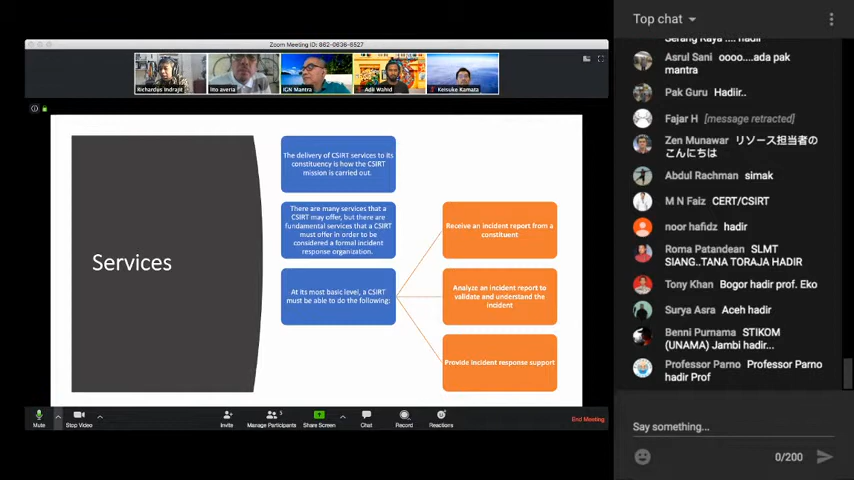 Zoom Meeting ID: 862-0636-6527
Richardus Indrajit
Ito averia
IGN Mantra
Adli Wahid
Keisuke Kamata
Services
The delivery of CSIRT services to its
constituency is how the CSIRT
mission is carried out.
There are many services that a
CSIRT may offer, but there are
fundamental services that a CSIRT
must offer in order to be
considered a formal incident
response organization.
At its most basic level, a CSIRT
must be able to do the following:
Receive an incident report from a
constituent
Analyze an incident report to
validate and understand the
incident
Provide incident response support
Mute
Stop Video
Invite
Manage Participants
Share Screen
Chat
Record
Reactions
End Meeting
Top chat
Serang Raya .... hadir
Asrul Sani oooo....ada pak
mantra
Pak Guru Hadiir..
Fajar H [message retracted]
Zen Munawar リソース担当者の
こんにちは
Abdul Rachman simak
M N Faiz CERT/CSIRT
noor hafidz hadir
Roma Patandean SLMT
SIANG..TANA TORAJA HADIR
Tony Khan Bogor hadir prof. Eko
Surya Asra Aceh hadir
Benni Purnama STIKOM
(UNAMA) Jambi hadir...
Professor Parno Professor Parno
hadir Prof
Say something...
0/200